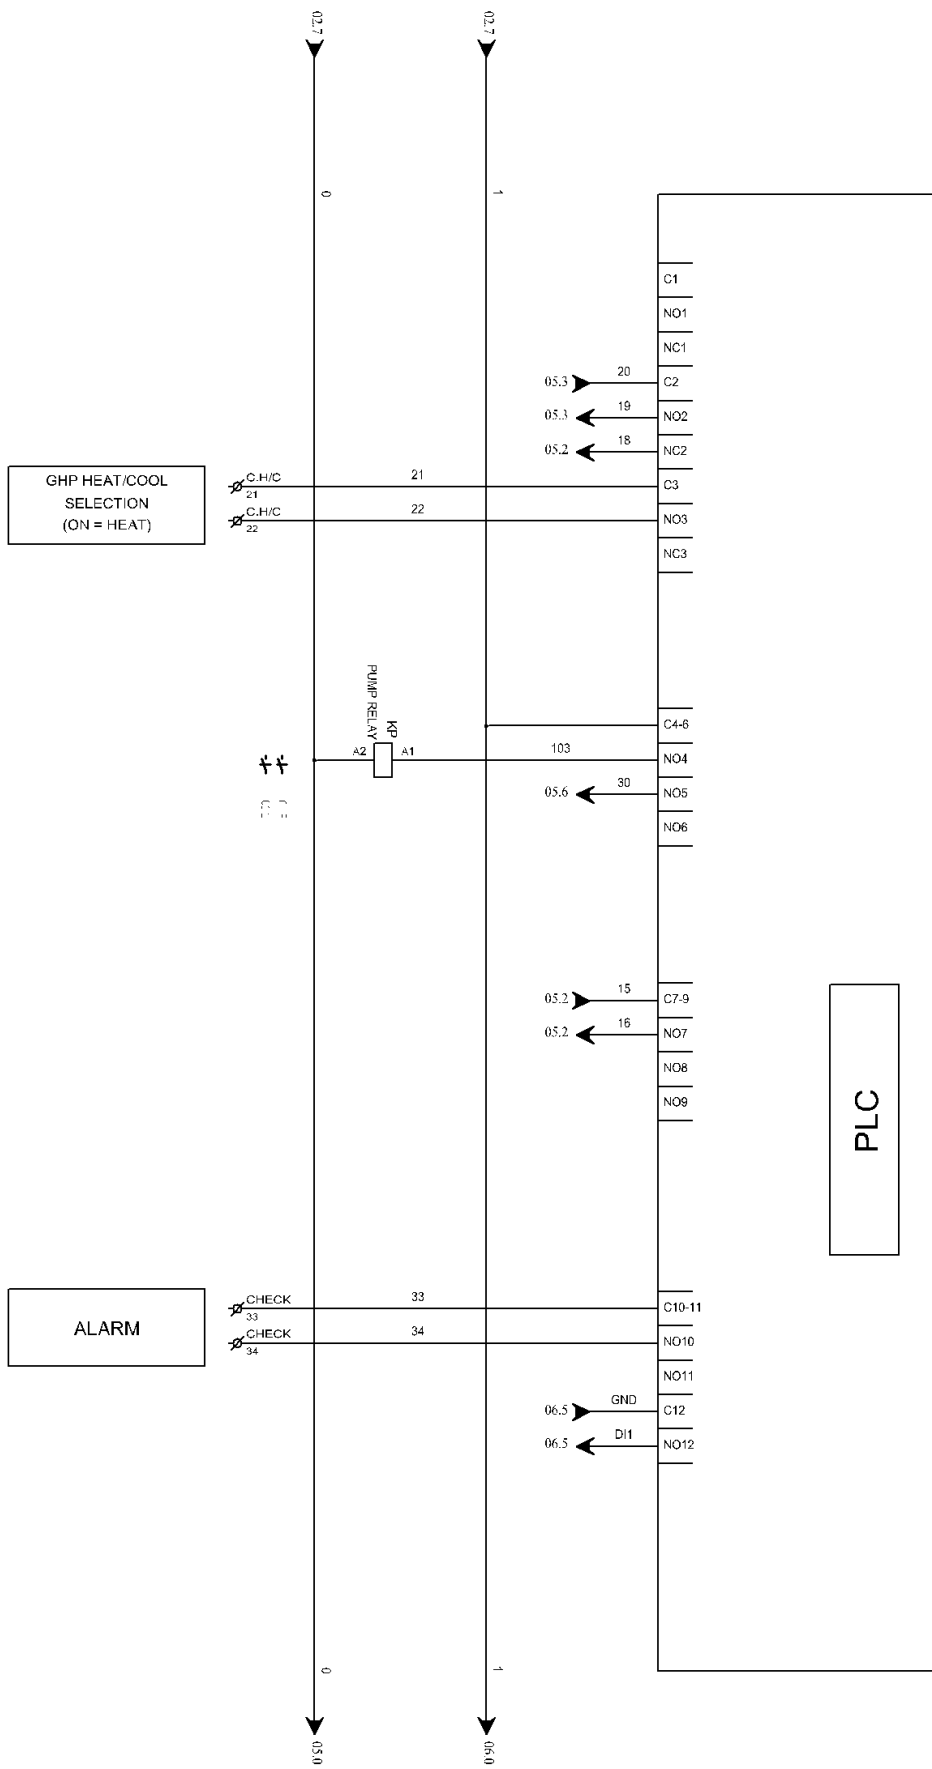 02.7
02.7
0
1
C1
NO1
NC1
05.3 20 C2
05.3 19 NO2
05.2 18 NC2
GHP HEAT/COOL
SELECTION
(ON = HEAT)
C.H/C 21 C3
21
C.H/C 22 NO3
22
NC3
PUMP RELAY
KP
C4-6
A2 A1 103 NO4
05.6 30 NO5
NO6
05.2 15 C7-9
05.2 16 NO7
NO8
NO9
PLC
ALARM
CHECK 33 C10-11
33
CHECK 34 NO10
34
NO11
06.5 GND C12
06.5 DI1 NO12
0
1
05.0
06.0